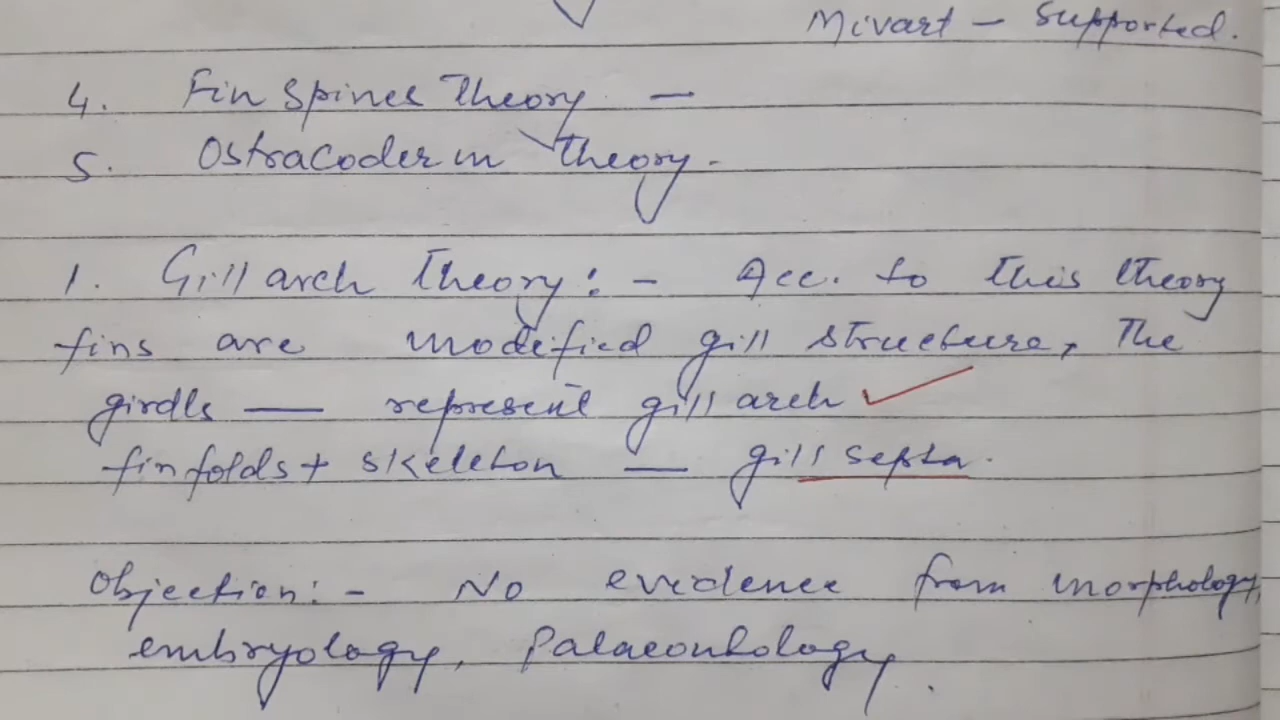 Mivart - Supported.
4. Fin Spines Theory -
5. Ostracoderm Theory.
1. Gill arch Theory:- Acc. to this theory
fins are modified gill structure, The
girdls — represent gill arch
fin folds + skeleton — gill septa.
Objection:- No evidence from morphology,
embryology, Palaeontology.